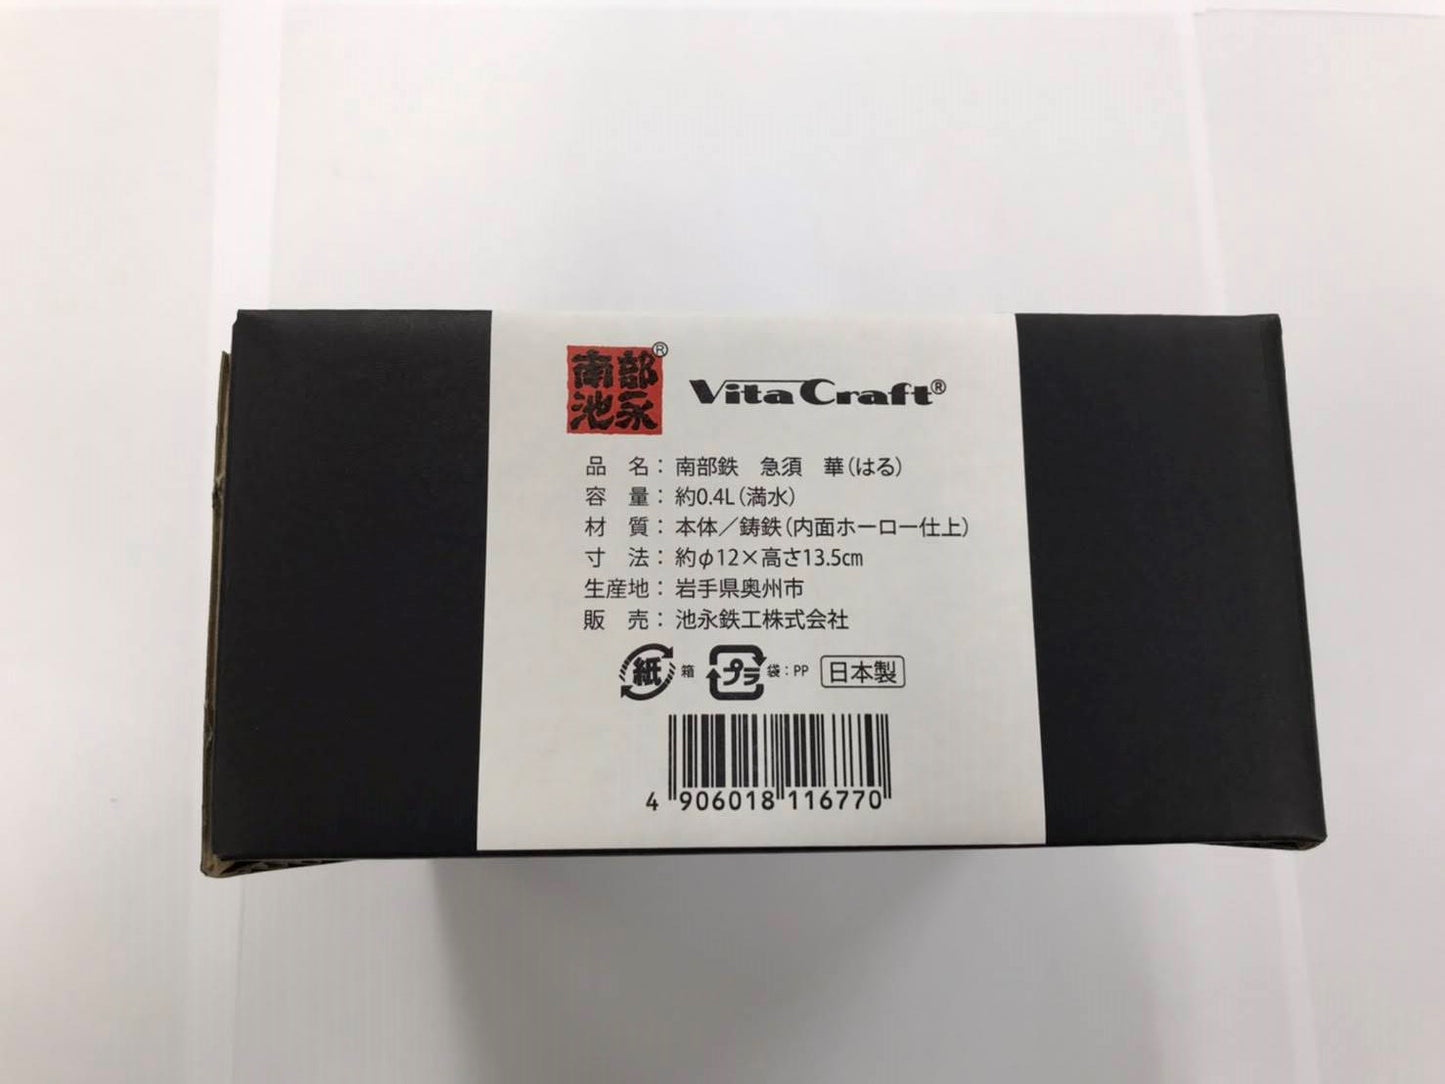 南部®
池永
Vita Craft®
品 名：南部鉄 急須 華（はる）
容 量：約0.4L（満水）
材 質：本体／鋳鉄（内面ホーロー仕上）
寸 法：約φ12×高さ13.5㎝
生産地：岩手県奥州市
販 売：池永鉄工株式会社
紙 箱 プラ 袋：PP 日本製
4 906018 116770